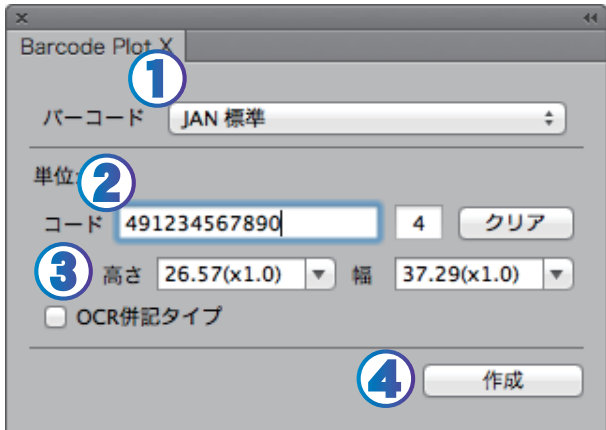 Barcode Plot X
1
バーコード JAN 標準
単位
2
コード 491234567890 4 クリア
3 高さ 26.57(x1.0) 幅 37.29(x1.0)
OCR併記タイプ
4 作成